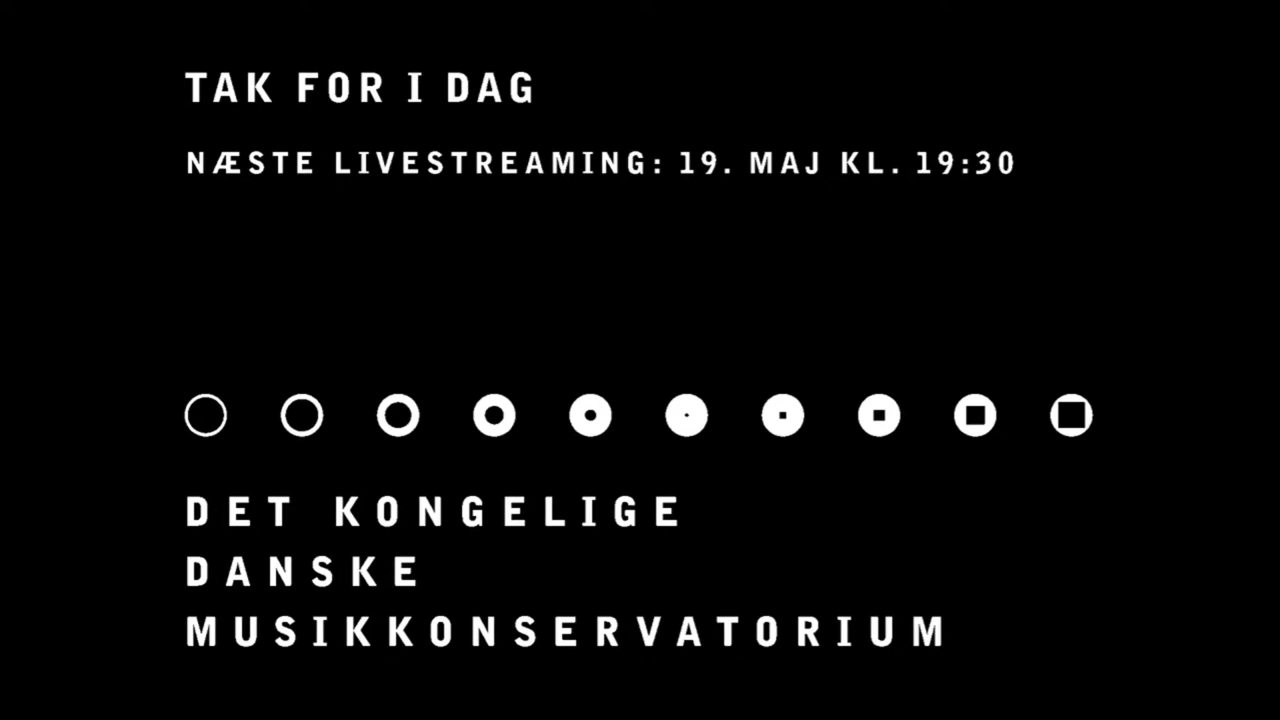 TAK FOR I DAG
NÆSTE LIVESTREAMING: 19. MAJ KL. 19:30
DET KONGELIGE
DANSKE
MUSIKKONSERVATORIUM